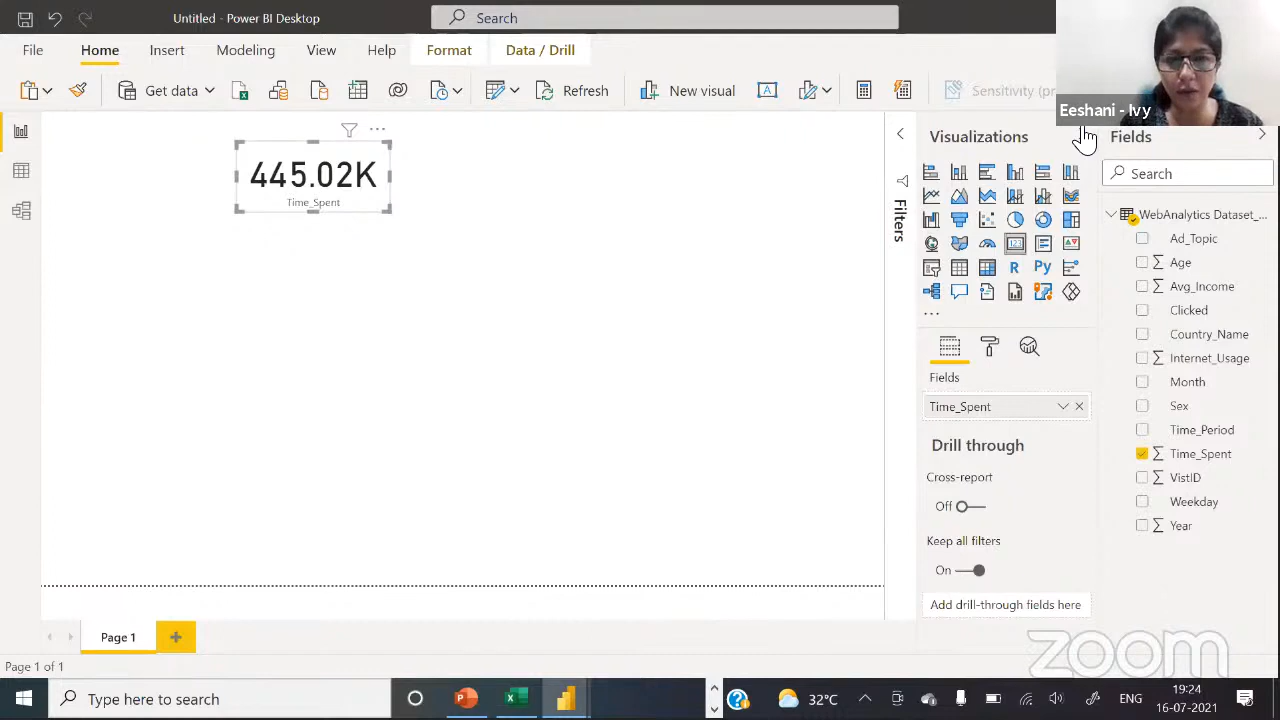 Untitled - Power BI Desktop
Search
File
Home
Insert
Modeling
View
Help
Format
Data / Drill
Get data
Refresh
New visual
Sensitivity (pr
Eeshani - Ivy
445.02K
Time_Spent
Filters
Visualizations
Fields
Search
WebAnalytics Dataset_...
Ad_Topic
Age
Avg_Income
Clicked
Country_Name
Internet_Usage
Month
Sex
Time_Period
Time_Spent
VistID
Weekday
Year
123
R
Py
Fields
Time_Spent
Drill through
Cross-report
Off
Keep all filters
On
Add drill-through fields here
Page 1
Page 1 of 1
zoom
Type here to search
32°C
ENG
19:24
16-07-2021